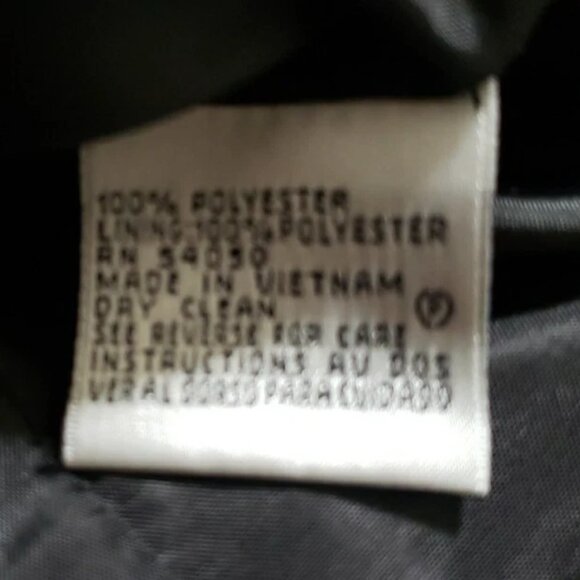 100% POLYESTER
LINING:100%POLYESTER
RN 54050
MADE IN VIETNAM
DRY CLEAN Ⓟ
SEE REVERSE FOR CARE
INSTRUCTIONS AU DOS
VER AL DORSO PARA CUIDADO